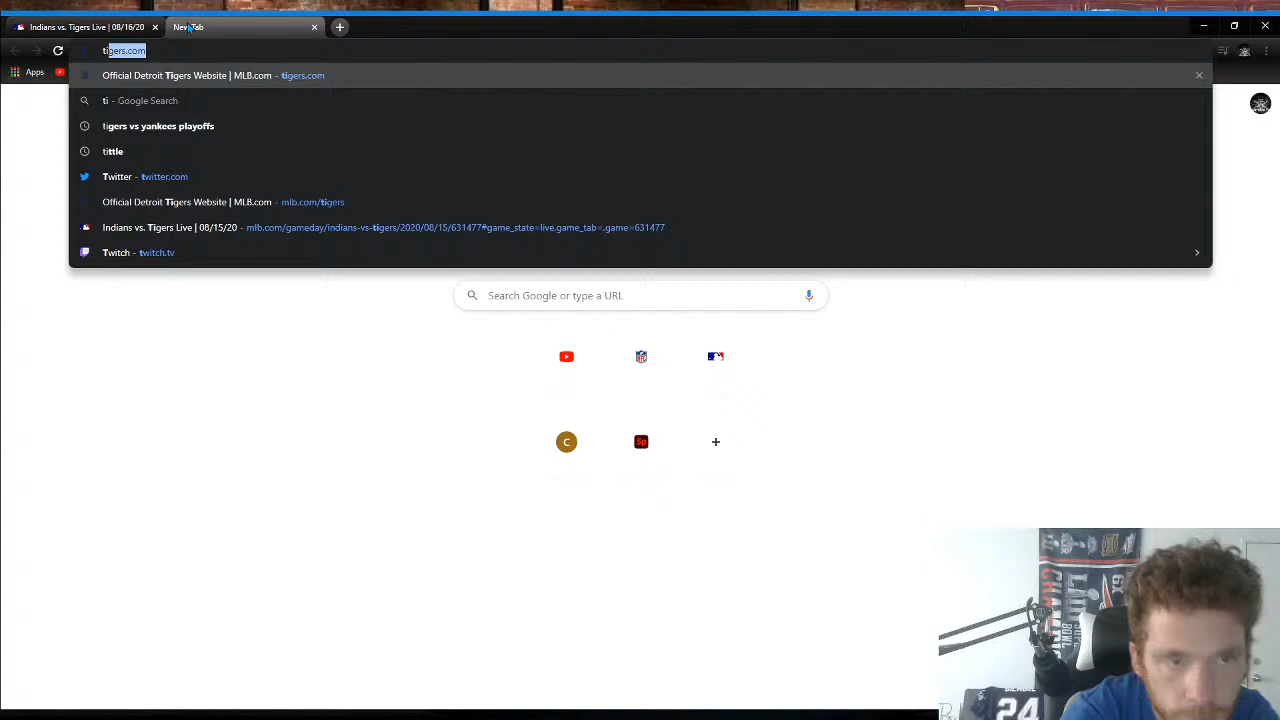 Indians vs. Tigers Live | 08/16/20
New Tab
tigers.com
Apps
Official Detroit Tigers Website | MLB.com - tigers.com
ti - Google Search
tigers vs yankees playoffs
tittle
Twitter - twitter.com
Official Detroit Tigers Website | MLB.com - mlb.com/tigers
Indians vs. Tigers Live | 08/15/20 - mlb.com/gameday/indians-vs-tigers/2020/08/15/631477#game_state=live,game_tab=,game=631477
Twitch - twitch.tv
Search Google or type a URL
C
Sp
GILMORE
24